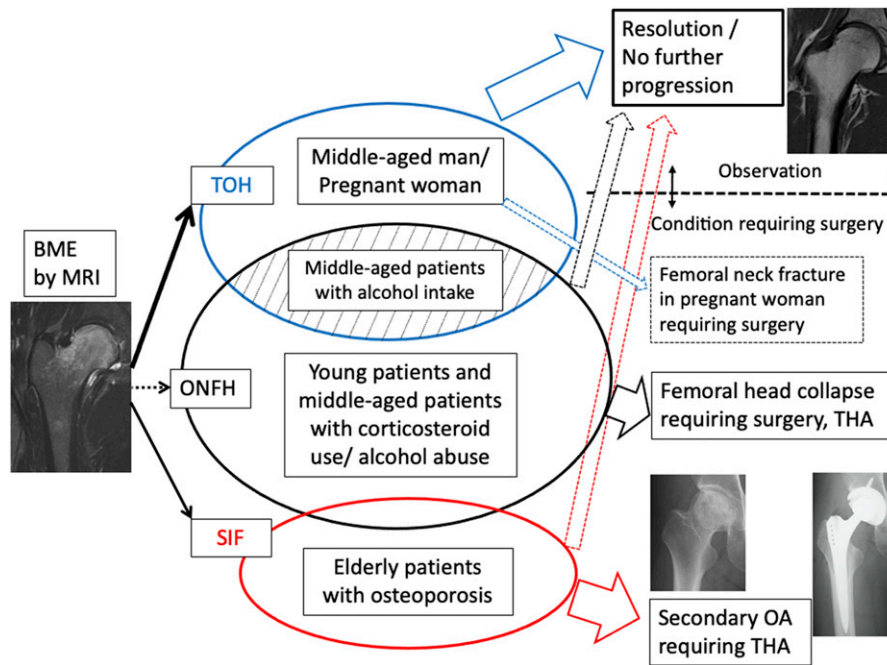 Resolution /
No further
progression
TOH
Middle-aged man/
Pregnant woman
Observation
Condition requiring surgery
BME
by MRI
Middle-aged patients
with alcohol intake
Femoral neck fracture
in pregnant woman
requiring surgery
ONFH
Young patients and
middle-aged patients
with corticosteroid
use/ alcohol abuse
Femoral head collapse
requiring surgery, THA
SIF
Elderly patients
with osteoporosis
Secondary OA
requiring THA